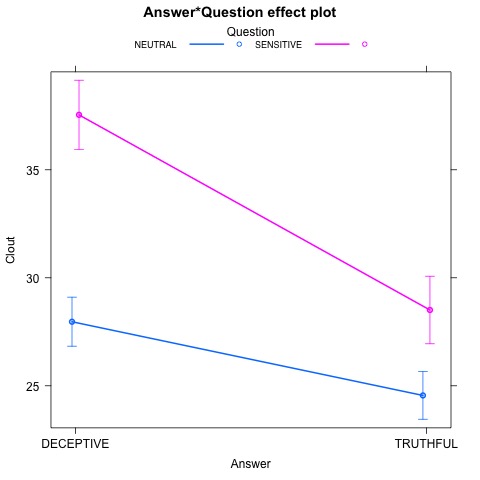 Answer*Question effect plot
Question
NEUTRAL SENSITIVE
35
30
25
Clout
DECEPTIVE TRUTHFUL
Answer